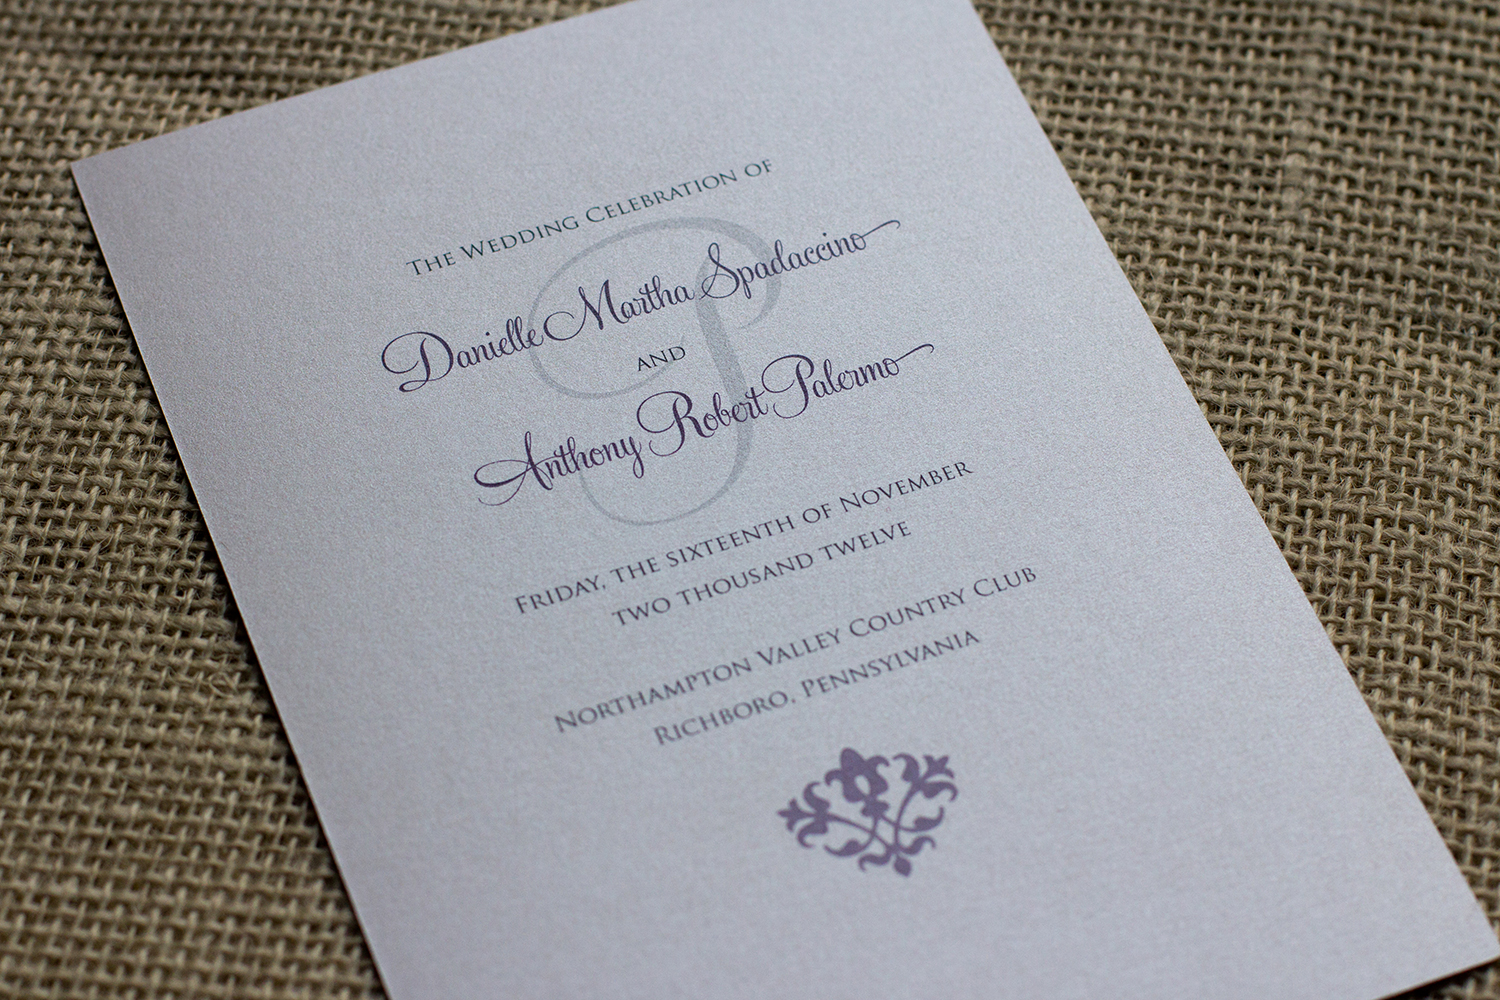 The Wedding Celebration of
P
Danielle Martha Spadaccino
and
Anthony Robert Palermo
Friday, the sixteenth of November
two thousand twelve
Northampton Valley Country Club
Richboro, Pennsylvania